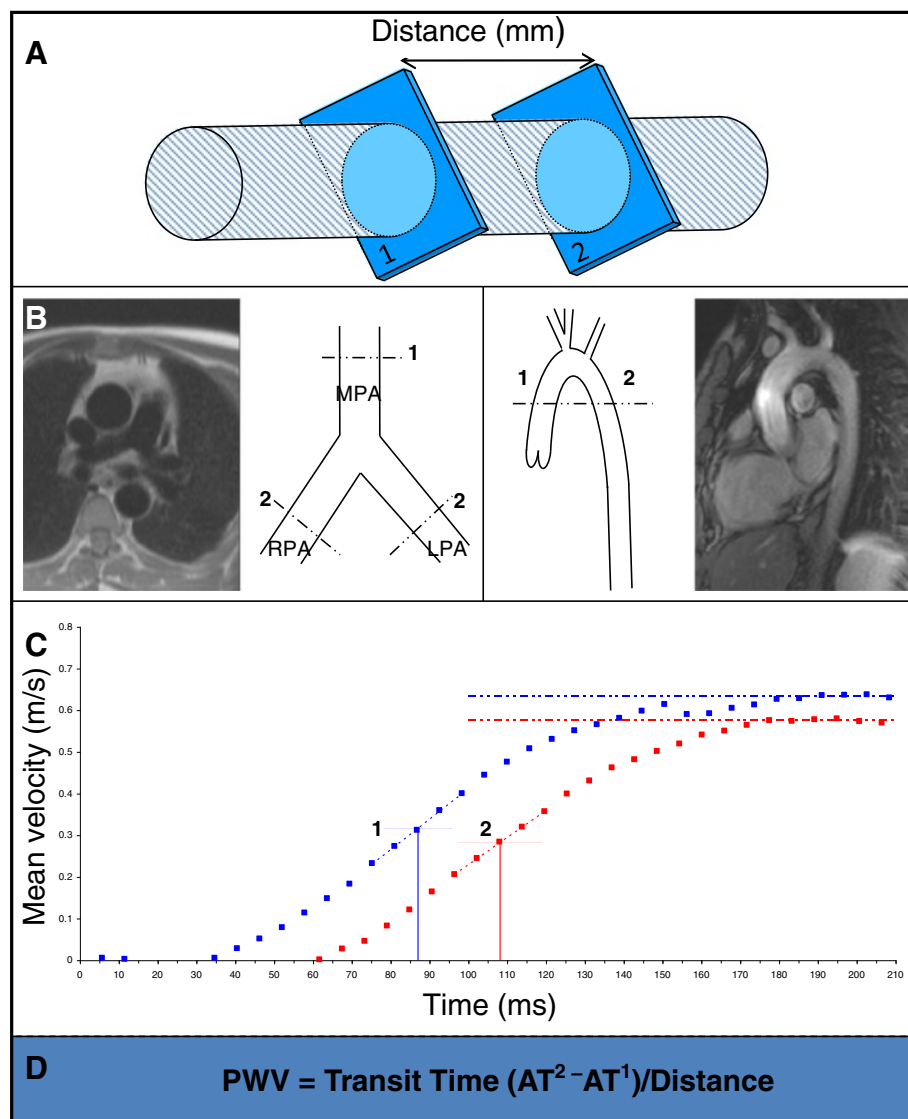 A
Distance (mm)
1
2
B
1
MPA
2
2
RPA
LPA
1
2
C
Mean velocity (m/s)
0.8
0.7
0.6
0.5
0.4
0.3
0.2
0.1
0
1
2
0 10 20 30 40 50 60 70 80 90 100 110 120 130 140 150 160 170 180 190 200 210
Time (ms)
D
PWV = Transit Time (AT²⁻AT¹)/Distance